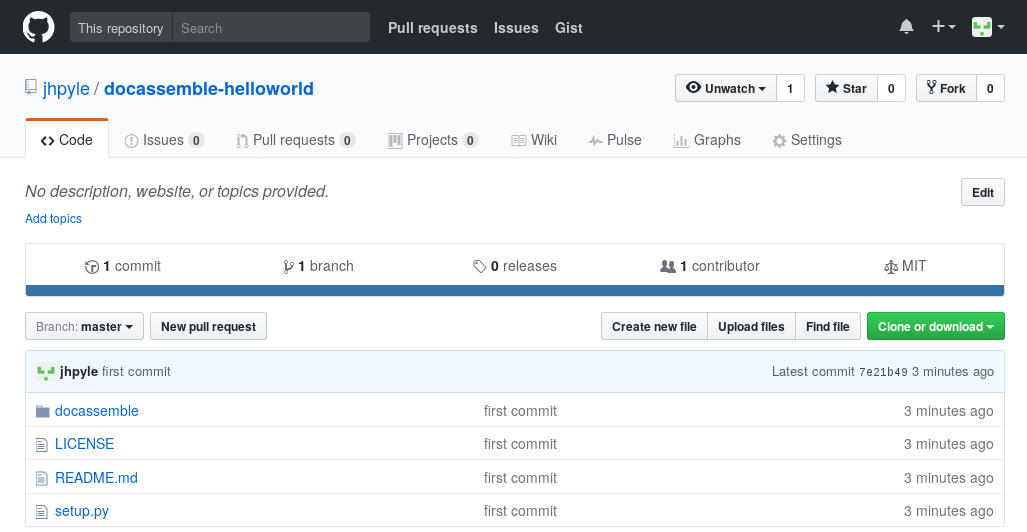 This repository Search Pull requests Issues Gist
jhpyle / docassemble-helloworld Unwatch 1 Star 0 Fork 0
Code Issues 0 Pull requests 0 Projects 0 Wiki Pulse Graphs Settings
No description, website, or topics provided. Edit
Add topics
1 commit 1 branch 0 releases 1 contributor MIT
Branch: master New pull request Create new file Upload files Find file Clone or download
jhpyle first commit Latest commit 7e21b49 3 minutes ago
docassemble first commit 3 minutes ago
LICENSE first commit 3 minutes ago
README.md first commit 3 minutes ago
setup.py first commit 3 minutes ago